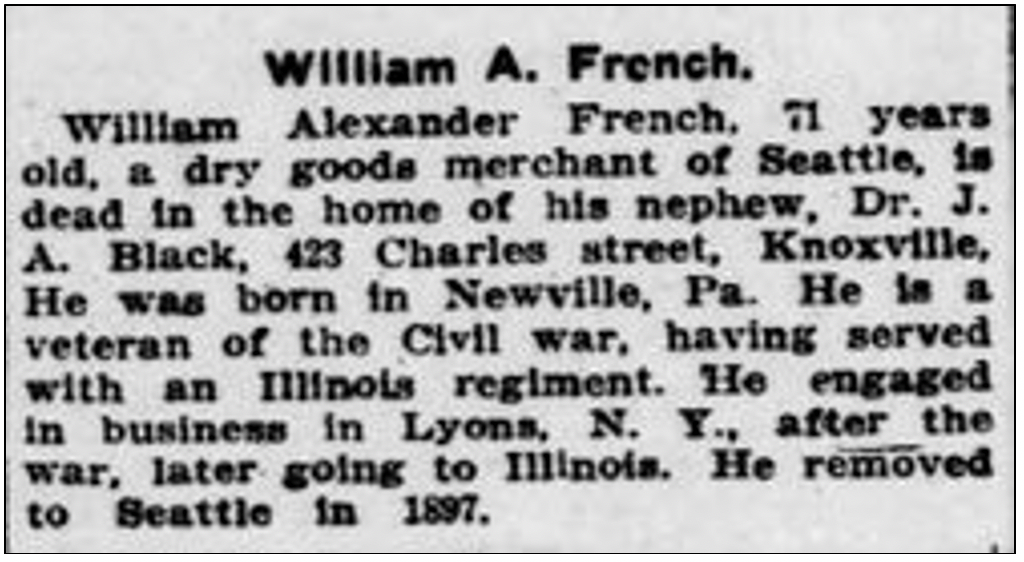 William A. French.
William Alexander French, 71 years
old, a dry goods merchant of Seattle, is
dead in the home of his nephew, Dr. J.
A. Black, 423 Charles street, Knoxville,
He was born in Newville, Pa. He is a
veteran of the Civil war, having served
with an Illinois regiment. He engaged
in business in Lyons, N. Y., after the
war, later going to Illinois. He removed
to Seattle in 1897.